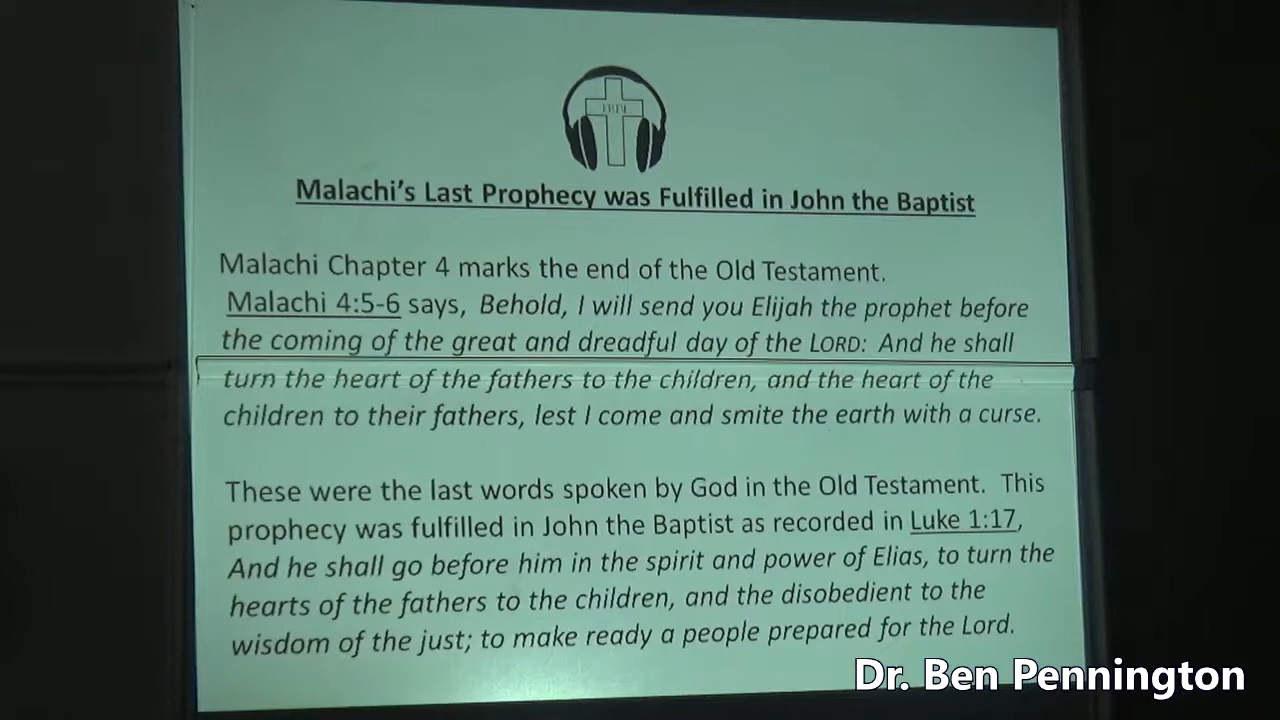 Malachi's Last Prophecy was Fulfilled in John the Baptist
Malachi Chapter 4 marks the end of the Old Testament.
Malachi 4:5-6 says, Behold, I will send you Elijah the prophet before
the coming of the great and dreadful day of the LORD: And he shall
turn the heart of the fathers to the children, and the heart of the
children to their fathers, lest I come and smite the earth with a curse.
These were the last words spoken by God in the Old Testament. This
prophecy was fulfilled in John the Baptist as recorded in Luke 1:17,
And he shall go before him in the spirit and power of Elias, to turn the
hearts of the fathers to the children, and the disobedient to the
wisdom of the just; to make ready a people prepared for the Lord.
Dr. Ben Pennington